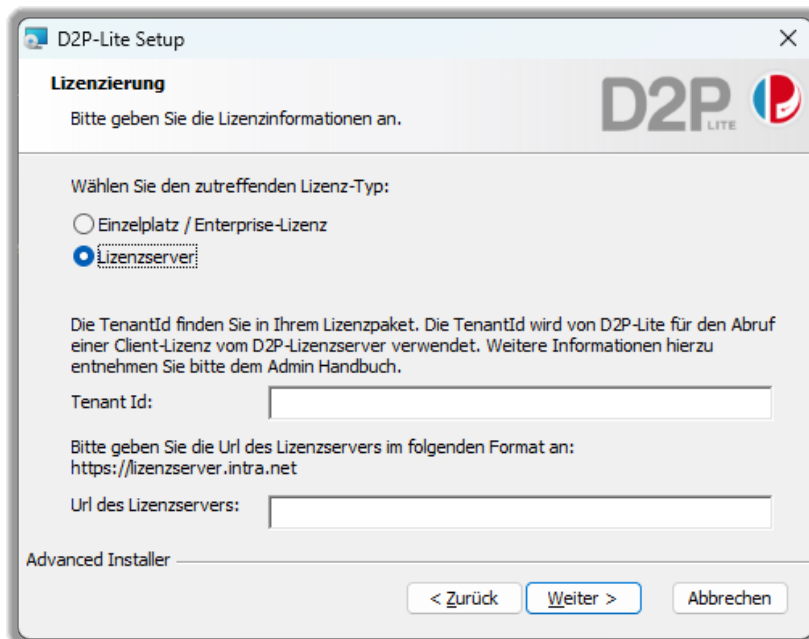 D2P-Lite Setup
Lizenzierung
Bitte geben Sie die Lizenzinformationen an.
D2P
LITE
Wählen Sie den zutreffenden Lizenz-Typ:
Einzelplatz / Enterprise-Lizenz
Lizenzserver
Die TenantId finden Sie in Ihrem Lizenzpaket. Die TenantId wird von D2P-Lite für den Abruf
einer Client-Lizenz vom D2P-Lizenzserver verwendet. Weitere Informationen hierzu
entnehmen Sie bitte dem Admin Handbuch.
Tenant Id:
Bitte geben Sie die Url des Lizenzservers im folgenden Format an:
https://lizenzserver.intra.net
Url des Lizenzservers:
Advanced Installer
< Zurück
Weiter >
Abbrechen